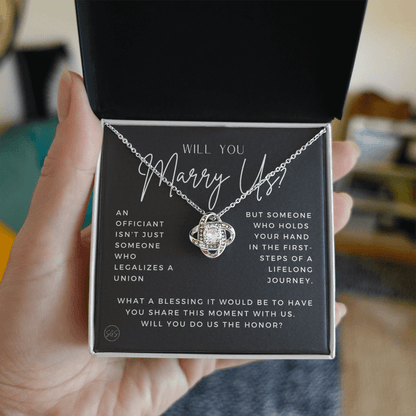 WILL YOU
Marry Us?
AN
OFFICIANT
ISN'T JUST
SOMEONE
WHO
LEGALIZES A
UNION
BUT SOMEONE
WHO HOLDS
YOUR HAND
IN THE FIRST-
STEPS OF A
LIFELONG
JOURNEY.
WHAT A BLESSING IT WOULD BE TO HAVE
YOU SHARE THIS MOMENT WITH US.
WILL YOU DO US THE HONOR?